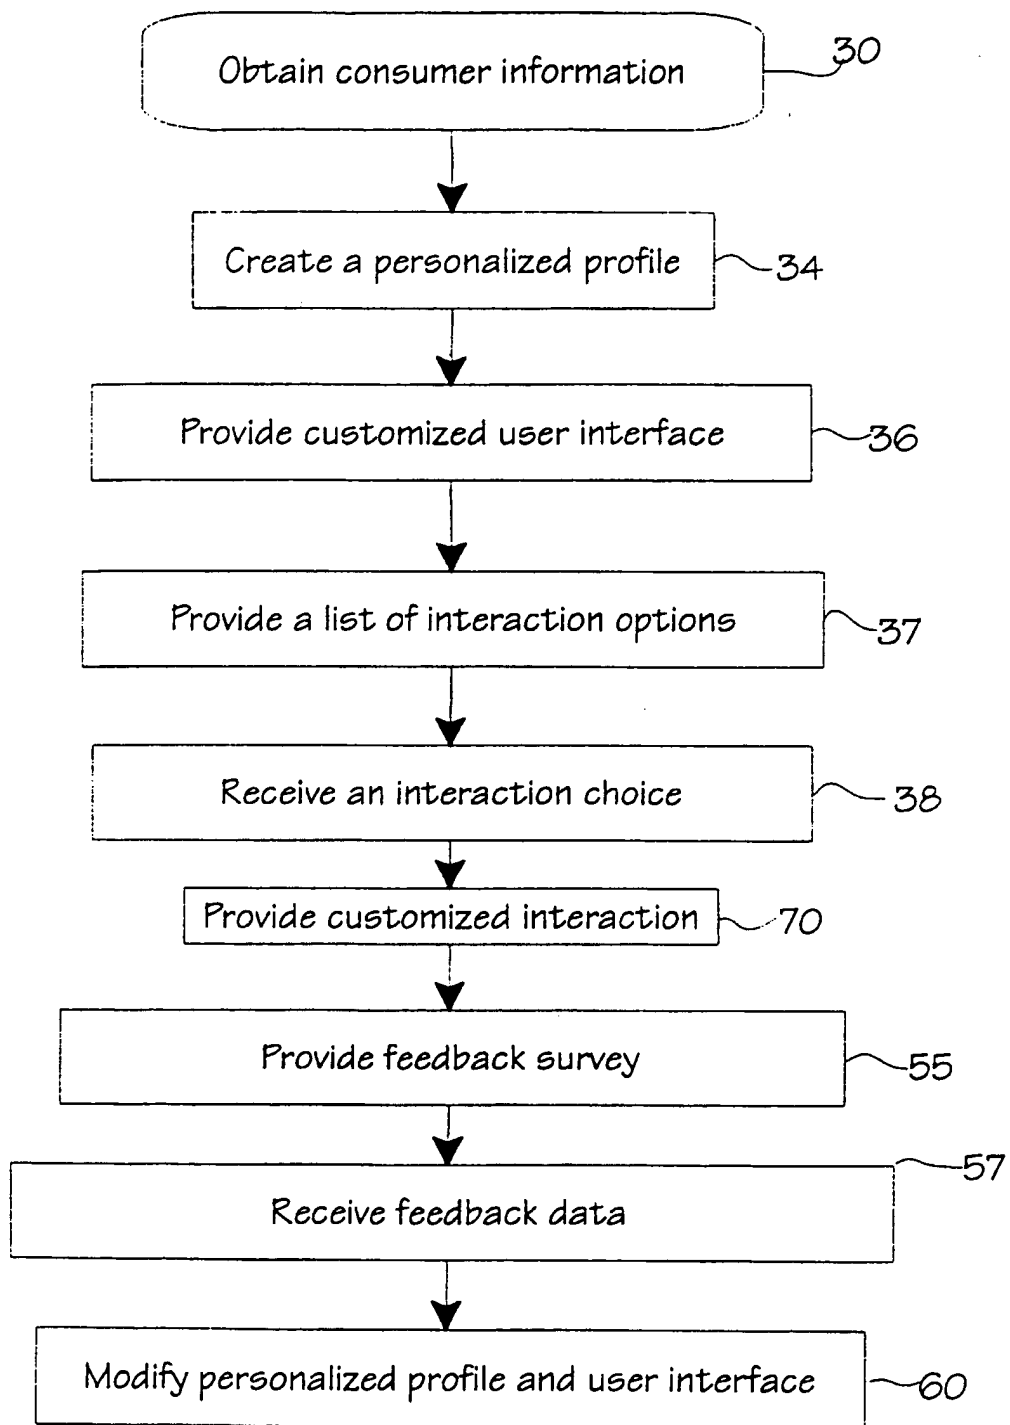 Obtain consumer information
30
Create a personalized profile
34
Provide customized user interface
36
Provide a list of interaction options
37
Receive an interaction choice
38
Provide customized interaction
70
Provide feedback survey
55
57
Receive feedback data
Modify personalized profile and user interface
60